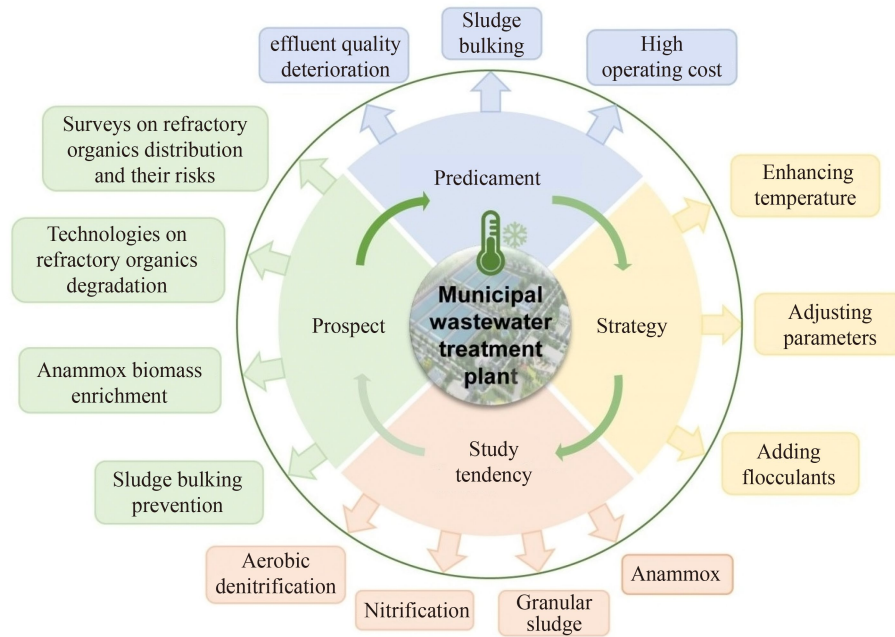 Sludge
bulking
effluent quality
deterioration
High
operating cost
Surveys on refractory
organics distribution
and their risks
Predicament
Enhancing
temperature
Technologies on
refractory organics
degradation
Municipal
wastewater
treatment
plant
Prospect
Strategy
Adjusting
parameters
Anammox biomass
enrichment
Study
tendency
Adding
flocculants
Sludge bulking
prevention
Aerobic
denitrification
Nitrification
Granular
sludge
Anammox